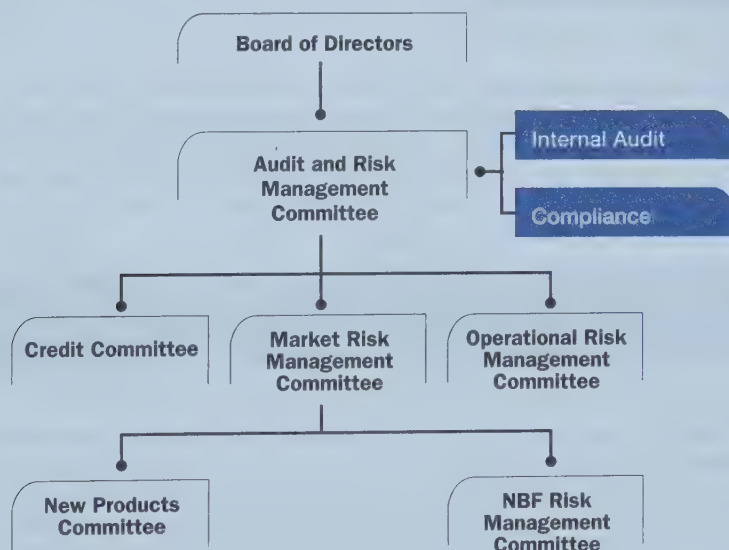 Board of Directors
Internal Audit
Audit and Risk
Management
Committee
Compliance
Credit Committee
Market Risk
Management
Committee
Operational Risk
Management
Committee
New Products
Committee
NBF Risk
Management
Committee